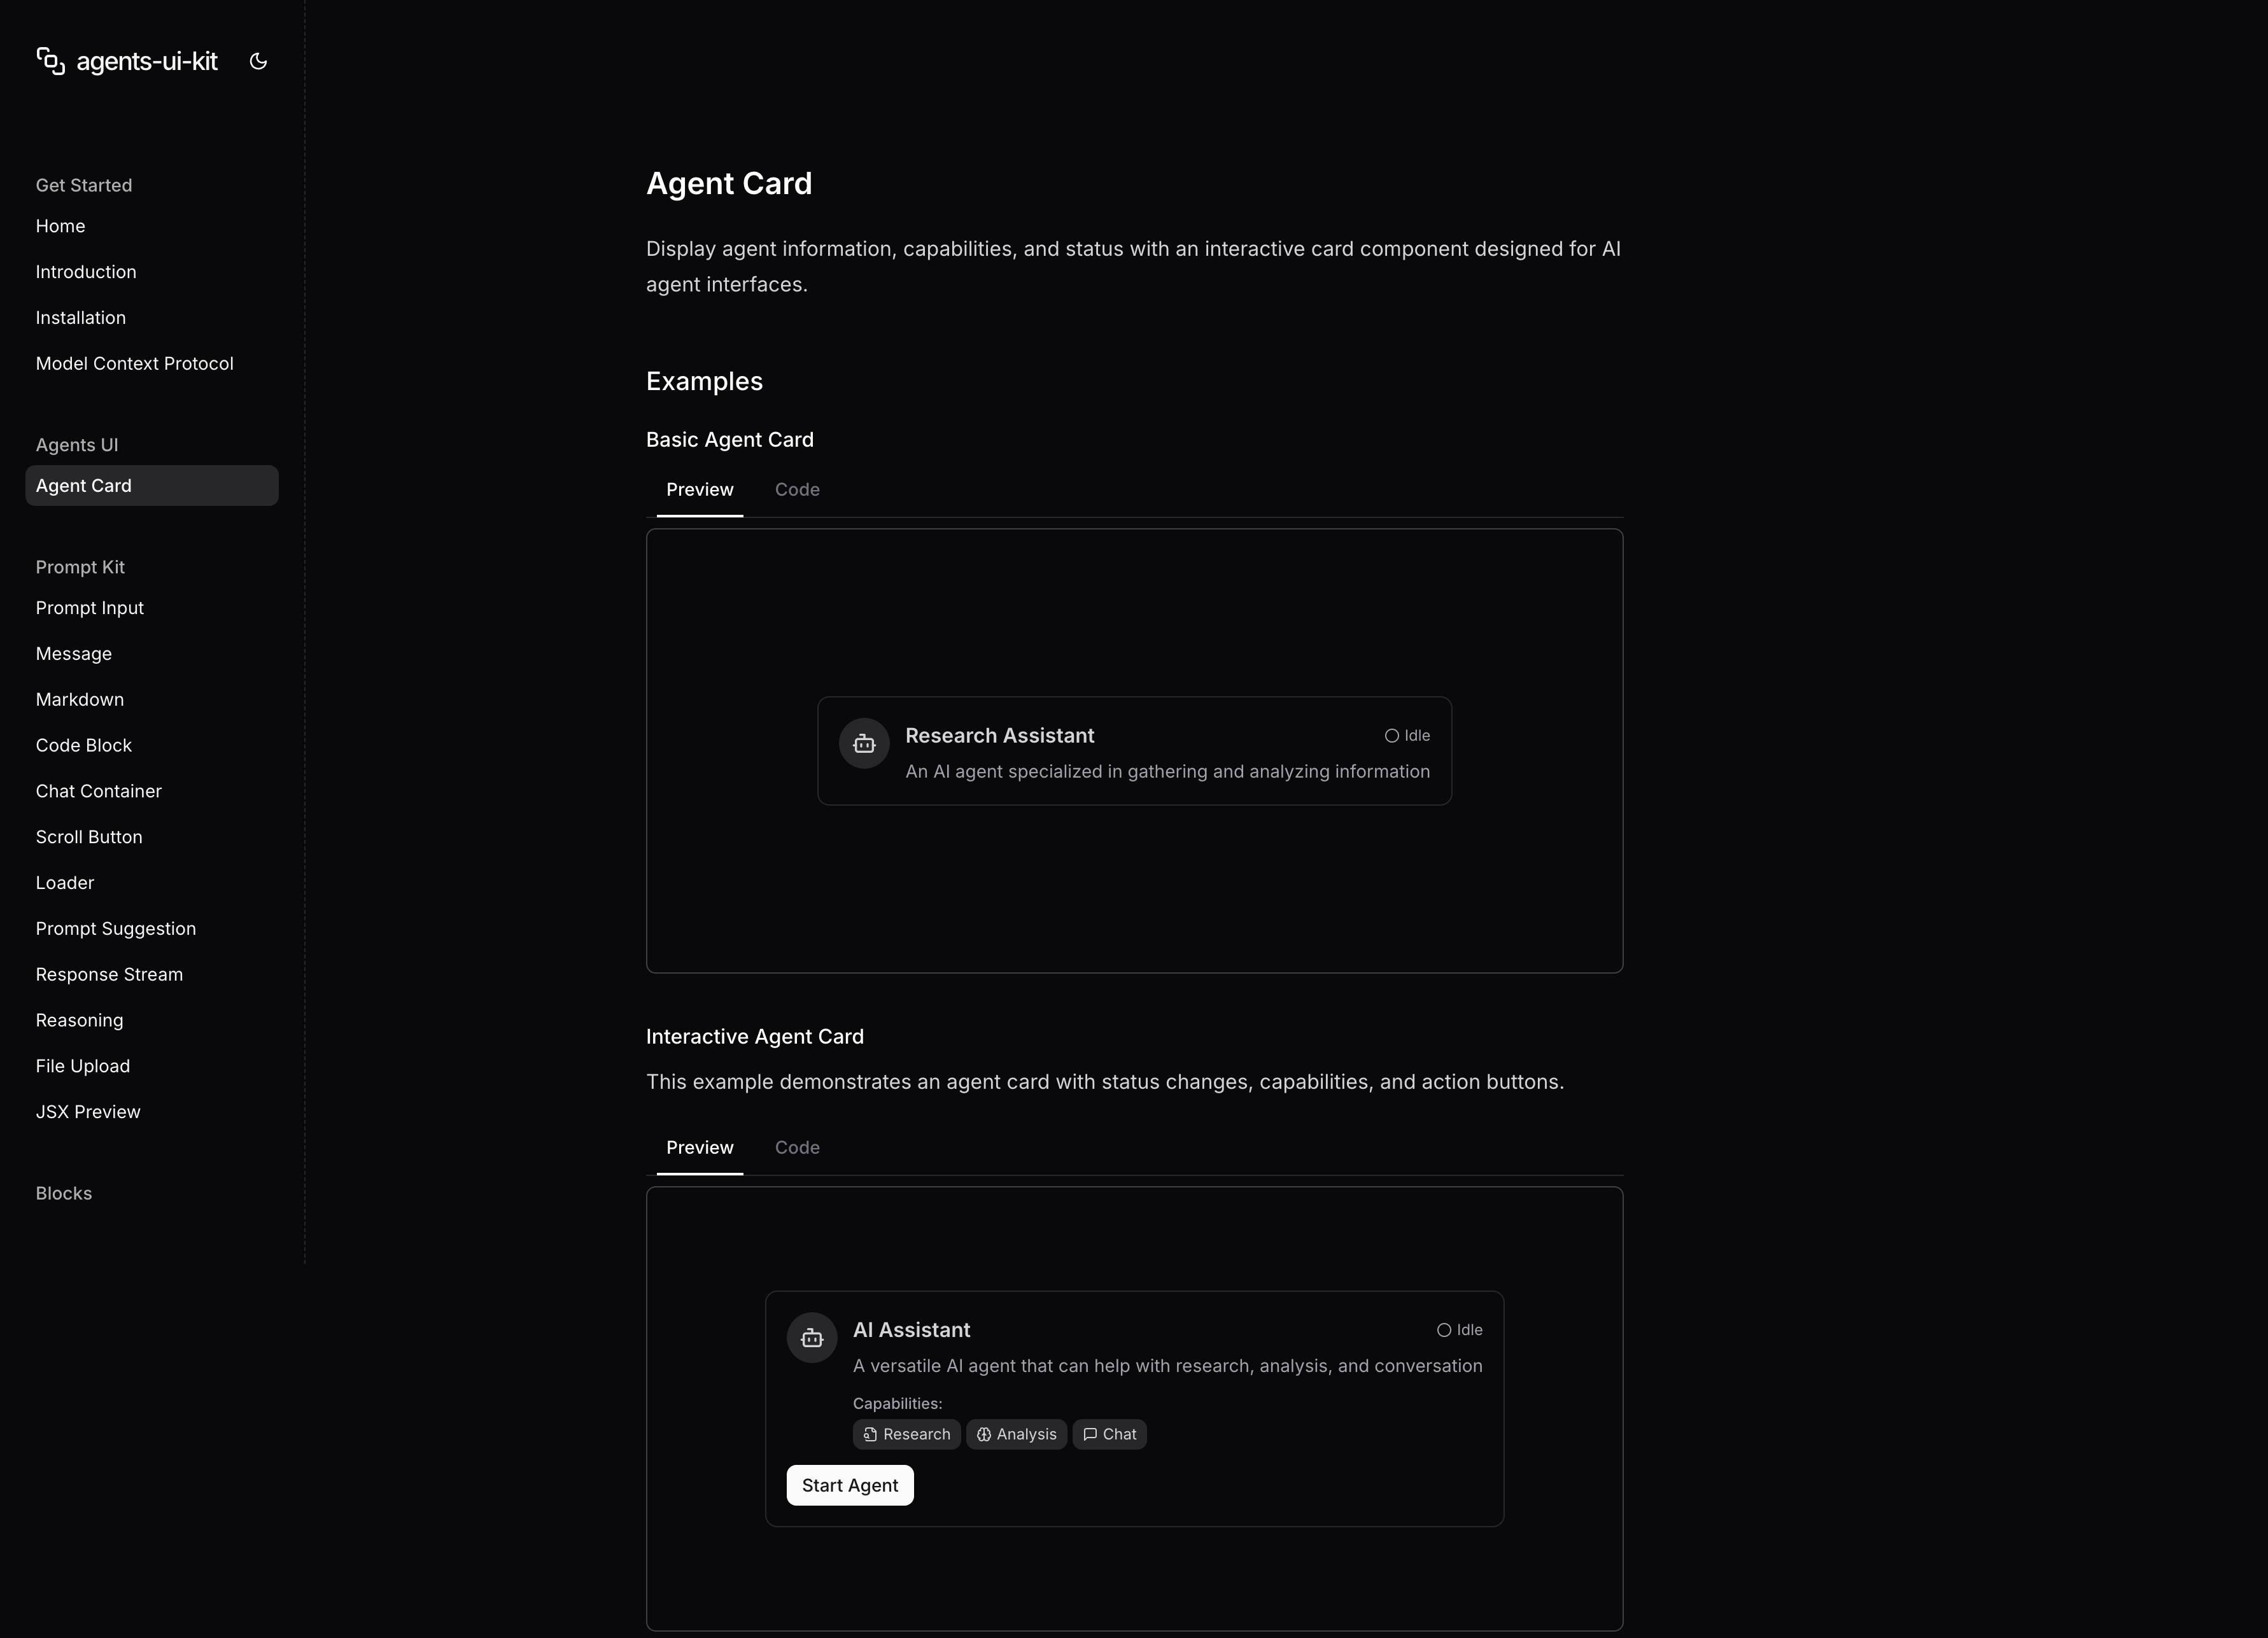 agents-ui-kit
Get Started
Home
Introduction
Installation
Model Context Protocol
Agents UI
Agent Card
Prompt Kit
Prompt Input
Message
Markdown
Code Block
Chat Container
Scroll Button
Loader
Prompt Suggestion
Response Stream
Reasoning
File Upload
JSX Preview
Blocks
Agent Card
Display agent information, capabilities, and status with an interactive card component designed for AI
agent interfaces.
Examples
Basic Agent Card
Preview Code
Research Assistant Idle
An AI agent specialized in gathering and analyzing information
Interactive Agent Card
This example demonstrates an agent card with status changes, capabilities, and action buttons.
Preview Code
AI Assistant Idle
A versatile AI agent that can help with research, analysis, and conversation
Capabilities:
Research Analysis Chat
Start Agent